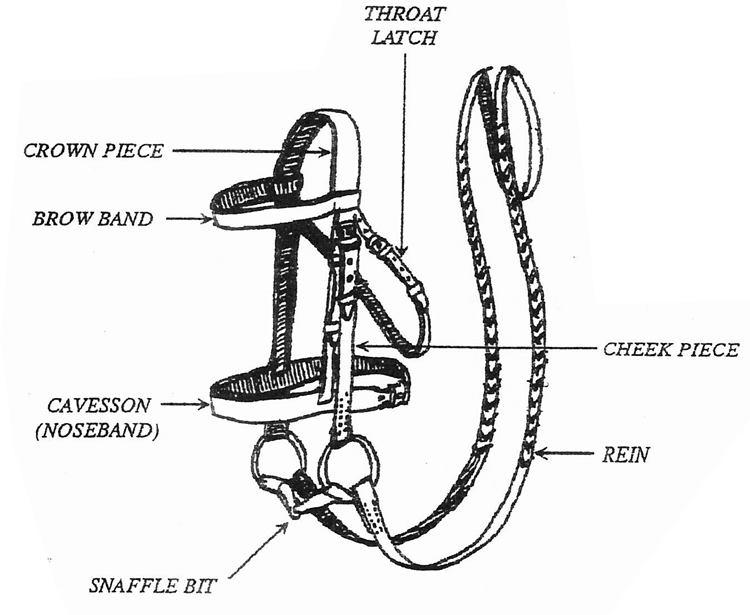 THROAT
LATCH
CROWN PIECE
BROW BAND
CHEEK PIECE
CAVESSON
(NOSEBAND)
REIN
SNAFFLE BIT